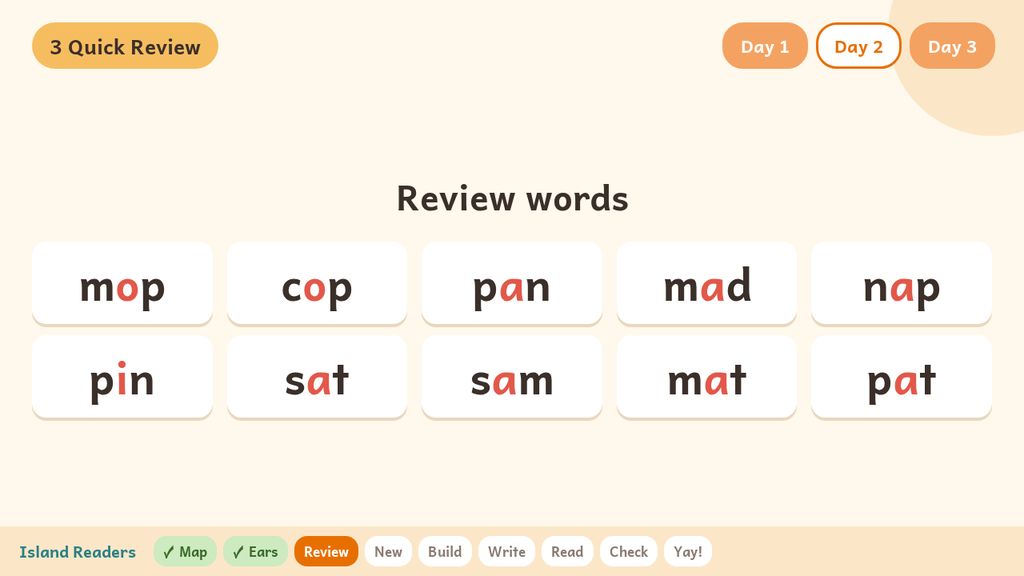 3 Quick Review
Day 1 Day 2 Day 3
Review words
mop cop pan mad nap
pin sat sam mat pat
Island Readers ✓ Map ✓ Ears Review New Build Write Read Check Yay!